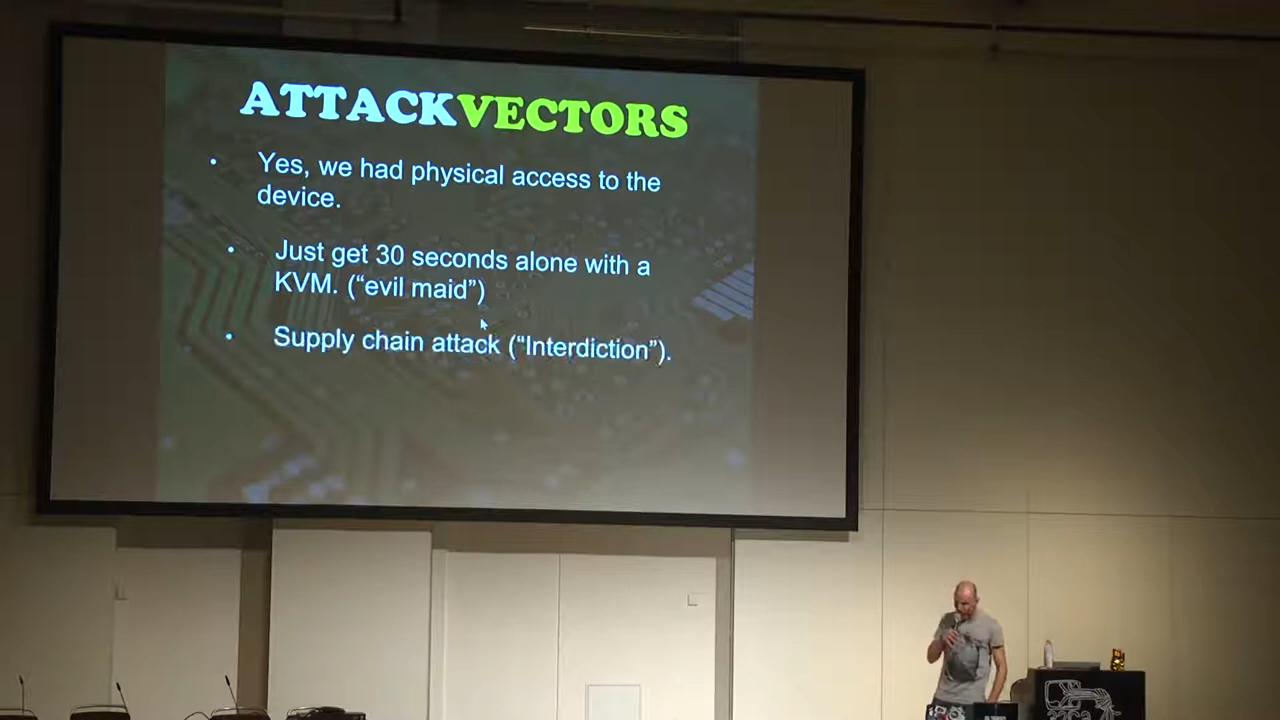 ATTACKVECTORS
• Yes, we had physical access to the
device.
• Just get 30 seconds alone with a
KVM. (“evil maid”)
• Supply chain attack (“Interdiction”).